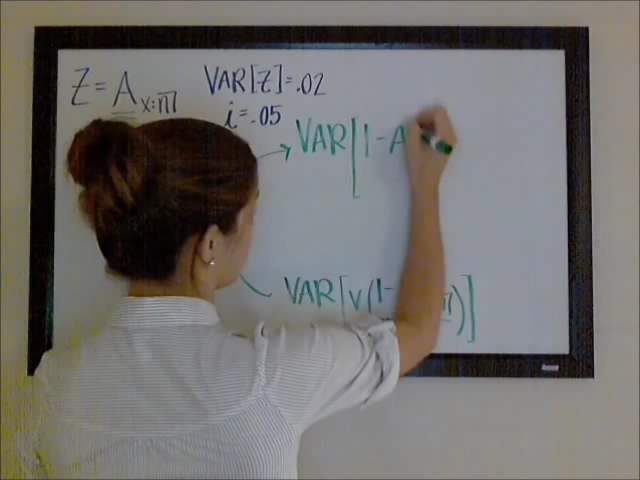 Z = A x:n̅| VAR[Z] = .02
i = .05
VAR[1 - A
VAR[V(1-